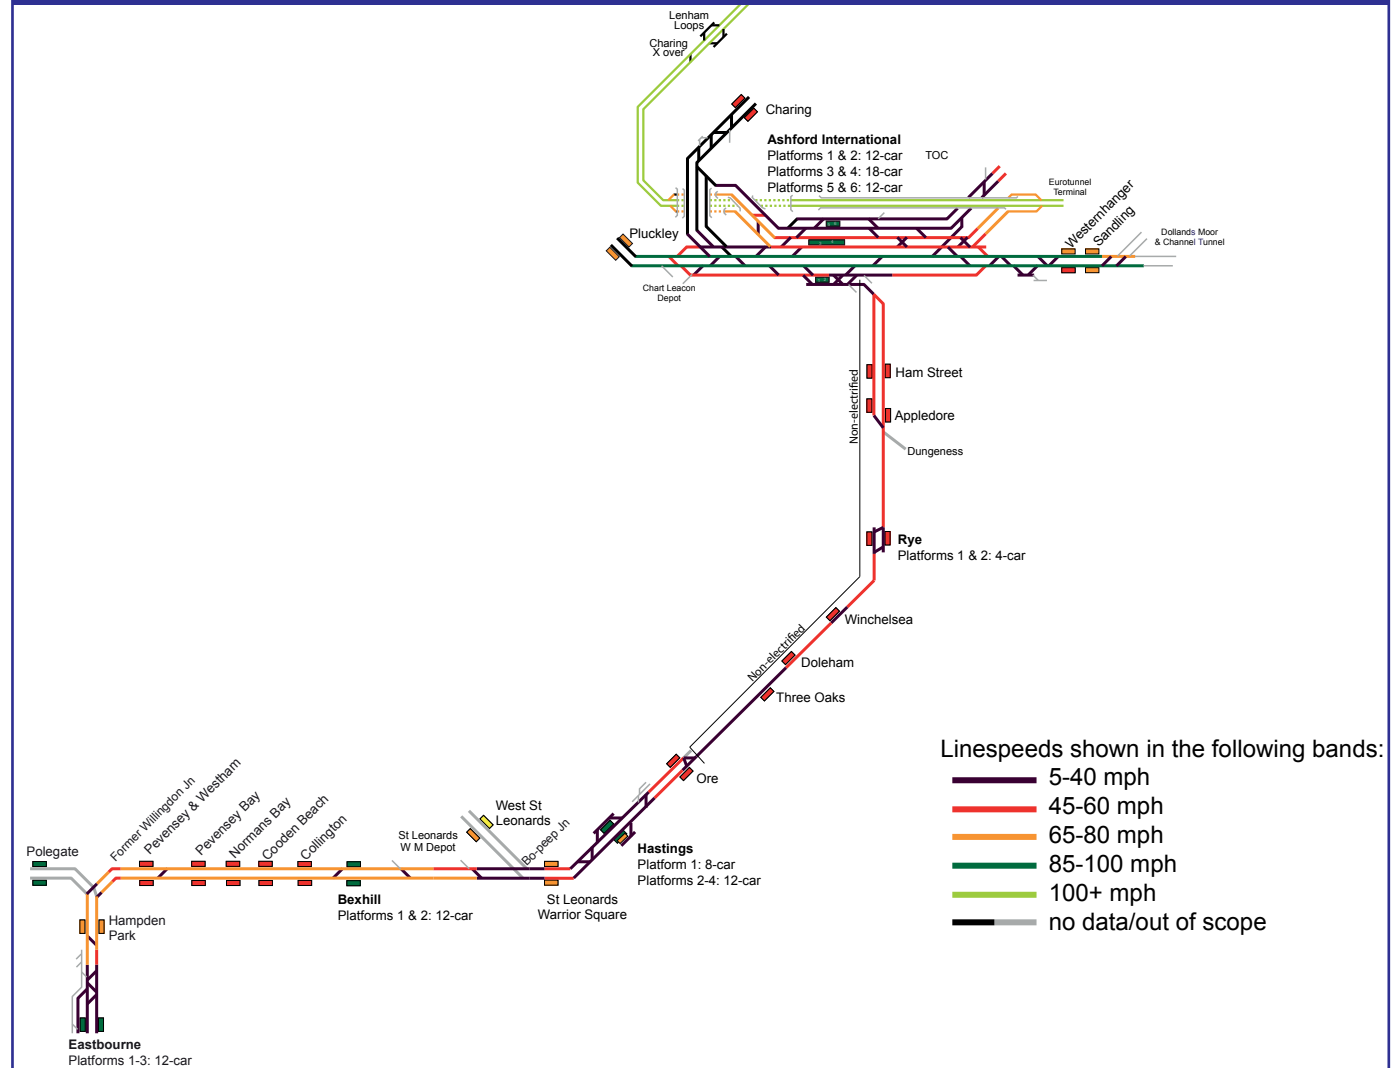 Lenham
Loops
Charing
X over
Charing
Ashford International
Platforms 1 & 2: 12-car
Platforms 3 & 4: 18-car
Platforms 5 & 6: 12-car
TOC
Eurotunnel
Terminal
Westernhanger
Sandling
Dollands Moor
& Channel Tunnel
Pluckley
Chart Leacon
Depot
Non-electrified
Ham Street
Appledore
Dungeness
Rye
Platforms 1 & 2: 4-car
Winchelsea
Non-electrified
Doleham
Three Oaks
Ore
Linespeeds shown in the following bands:
5-40 mph
45-60 mph
65-80 mph
85-100 mph
100+ mph
no data/out of scope
Polegate
Former Willingdon Jn
Pevensey & Westham
Pevensey Bay
Normans Bay
Cooden Beach
Collington
Bexhill
Platforms 1 & 2: 12-car
St Leonards
W M Depot
West St
Leonards
Bo-peep Jn
St Leonards
Warrior Square
Hastings
Platform 1: 8-car
Platforms 2-4: 12-car
Hampden
Park
Eastbourne
Platforms 1-3: 12-car